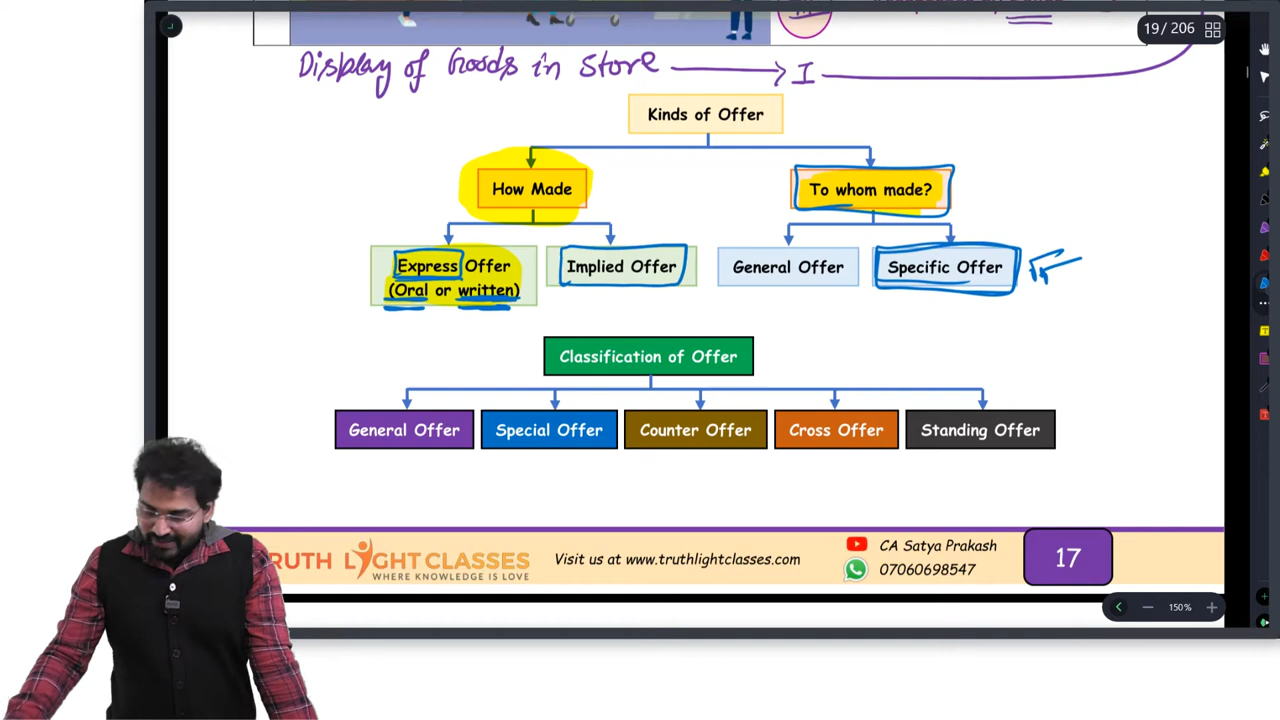 19 / 206
Display of Goods in Store → I
Kinds of Offer
How Made
To whom made?
Express Offer
(Oral or written)
Implied Offer
General Offer
Specific Offer
Classification of Offer
General Offer
Special Offer
Counter Offer
Cross Offer
Standing Offer
RUTH LIGHT CLASSES
WHERE KNOWLEDGE IS LOVE
Visit us at www.truthlightclasses.com
CA Satya Prakash
07060698547
17
150%